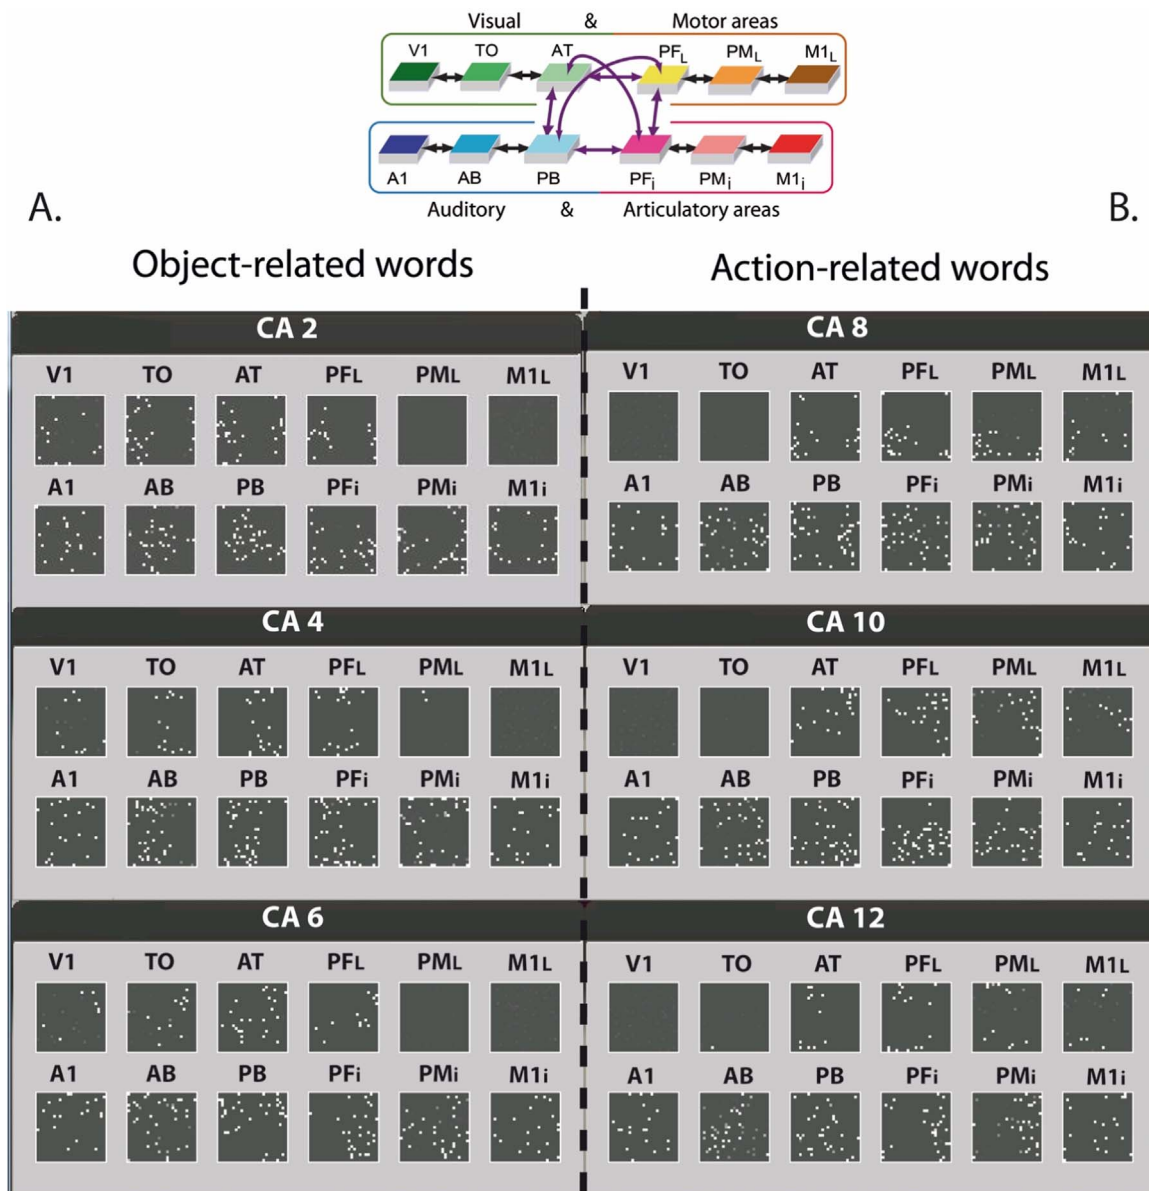 Visual & Motor areas
V1 TO AT PFL PML M1L
A1 AB PB PFi PMi M1i
Auditory & Articulatory areas
A. B.
Object-related words Action-related words
CA 2
V1 TO AT PFL PML M1L
A1 AB PB PFi PMi M1i
CA 8
V1 TO AT PFL PML M1L
A1 AB PB PFi PMi M1i
CA 4
V1 TO AT PFL PML M1L
A1 AB PB PFi PMi M1i
CA 10
V1 TO AT PFL PML M1L
A1 AB PB PFi PMi M1i
CA 6
V1 TO AT PFL PML M1L
A1 AB PB PFi PMi M1i
CA 12
V1 TO AT PFL PML M1L
A1 AB PB PFi PMi M1i